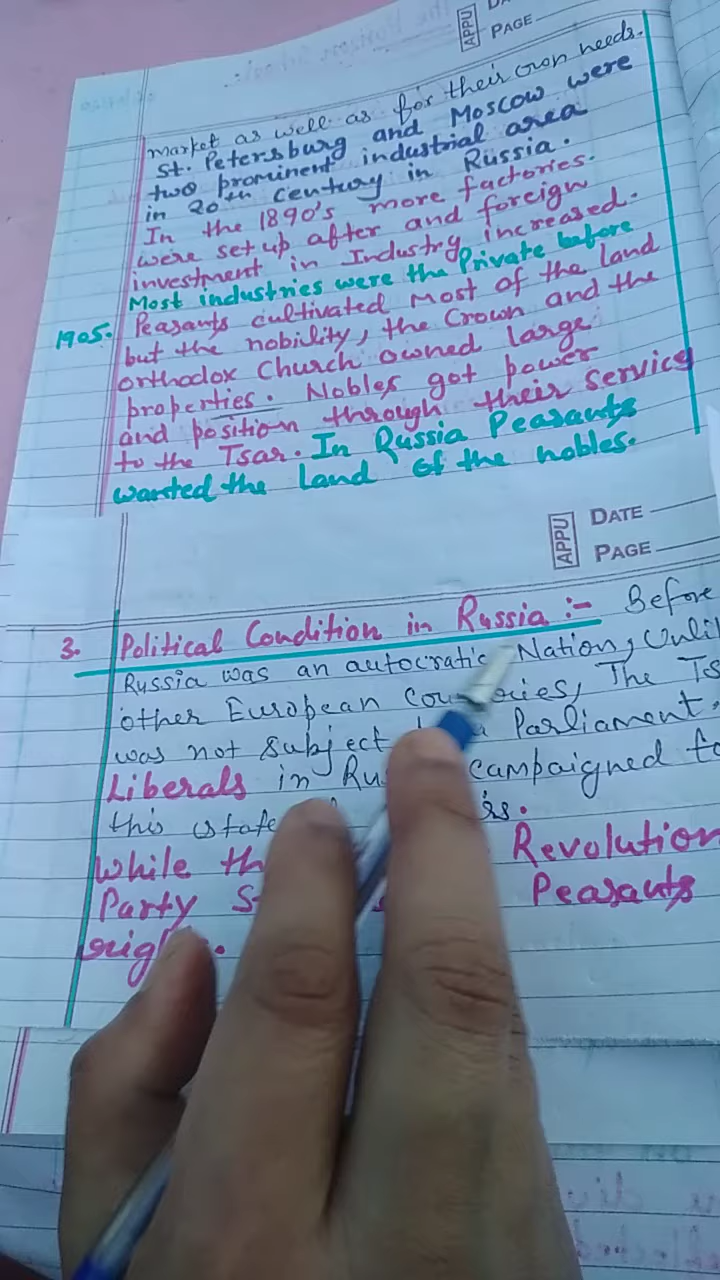 APPU
PAGE
market as well as for their own needs.
St. Petersburg and Moscow were
two prominent industrial area
in 20th century in Russia.
In the 1890's more factories.
were set up after and foreign
investment in Industry increased.
Most industries were the Private before
1905. Peasants cultivated most of the land
but the nobility, the Crown and the
orthodox Church owned large
properties. Nobles got power
and position through their service
to the Tsar. In Russia Peasants
wanted the land of the nobles.
APPU
DATE
PAGE
3. Political Condition in Russia :- Before
Russia was an autocratic Nation,
other European The
was not subject Parliament.
Liberals in campaigned
this
While Revolution
Party Peasants